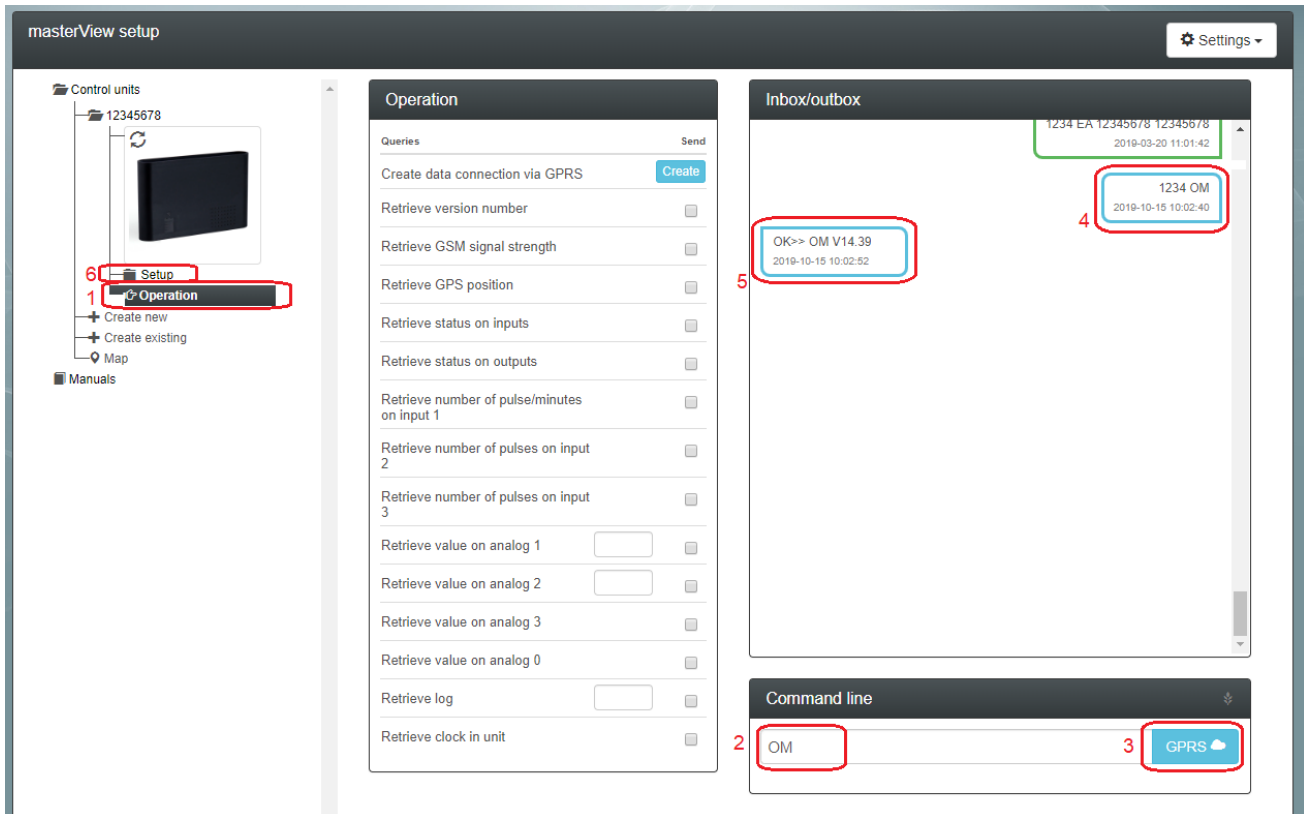 masterView setup
Settings
Control units
12345678
6
Setup
1
Operation
Create new
Create existing
Map
Manuals
Operation
Queries Send
Create data connection via GPRS Create
Retrieve version number
Retrieve GSM signal strength
Retrieve GPS position
Retrieve status on inputs
Retrieve status on outputs
Retrieve number of pulse/minutes
on input 1
Retrieve number of pulses on input
2
Retrieve number of pulses on input
3
Retrieve value on analog 1
Retrieve value on analog 2
Retrieve value on analog 3
Retrieve value on analog 0
Retrieve log
Retrieve clock in unit
Inbox/outbox
1234 EA 12345678 12345678
2019-03-20 11:01:42
1234 OM
2019-10-15 10:02:40
4
OK>> OM V14.39
2019-10-15 10:02:52
5
Command line
2 OM 3 GPRS